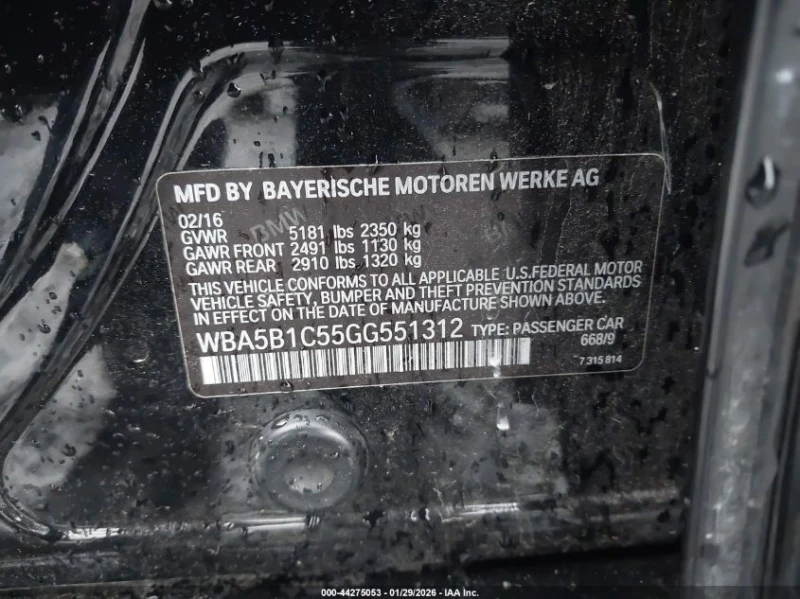 MFD BY BAYERISCHE MOTOREN WERKE AG
02/16
GVWR 5181 lbs 2350 kg
GAWR FRONT 2491 lbs 1130 kg
GAWR REAR 2910 lbs 1320 kg
THIS VEHICLE CONFORMS TO ALL APPLICABLE U.S.FEDERAL MOTOR
VEHICLE SAFETY, BUMPER AND THEFT PREVENTION STANDARDS
IN EFFECT ON THE DATE OF MANUFACTURE SHOWN ABOVE.
WBA5B1C55GG551312 TYPE: PASSENGER CAR
668/9
7 315 814
BMW
BMW
000-44275053 - 01/29/2026 - IAA Inc.